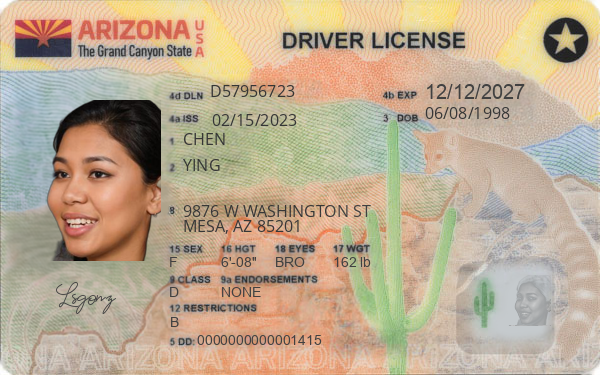 ARIZONA USA
The Grand Canyon State
DRIVER LICENSE
4d DLN D57956723
4b EXP 12/12/2027
4a ISS 02/15/2023
3 DOB 06/08/1998
1 CHEN
2 YING
8 9876 W WASHINGTON ST
MESA, AZ 85201
15 SEX 16 HGT 18 EYES 17 WGT
F 6'-08" BRO 162 lb
9 CLASS 9a ENDORSEMENTS
D NONE
12 RESTRICTIONS
B
5 DD: 0000000000001415
ARIZONA ARIZONA ARIZONA ARIZONA